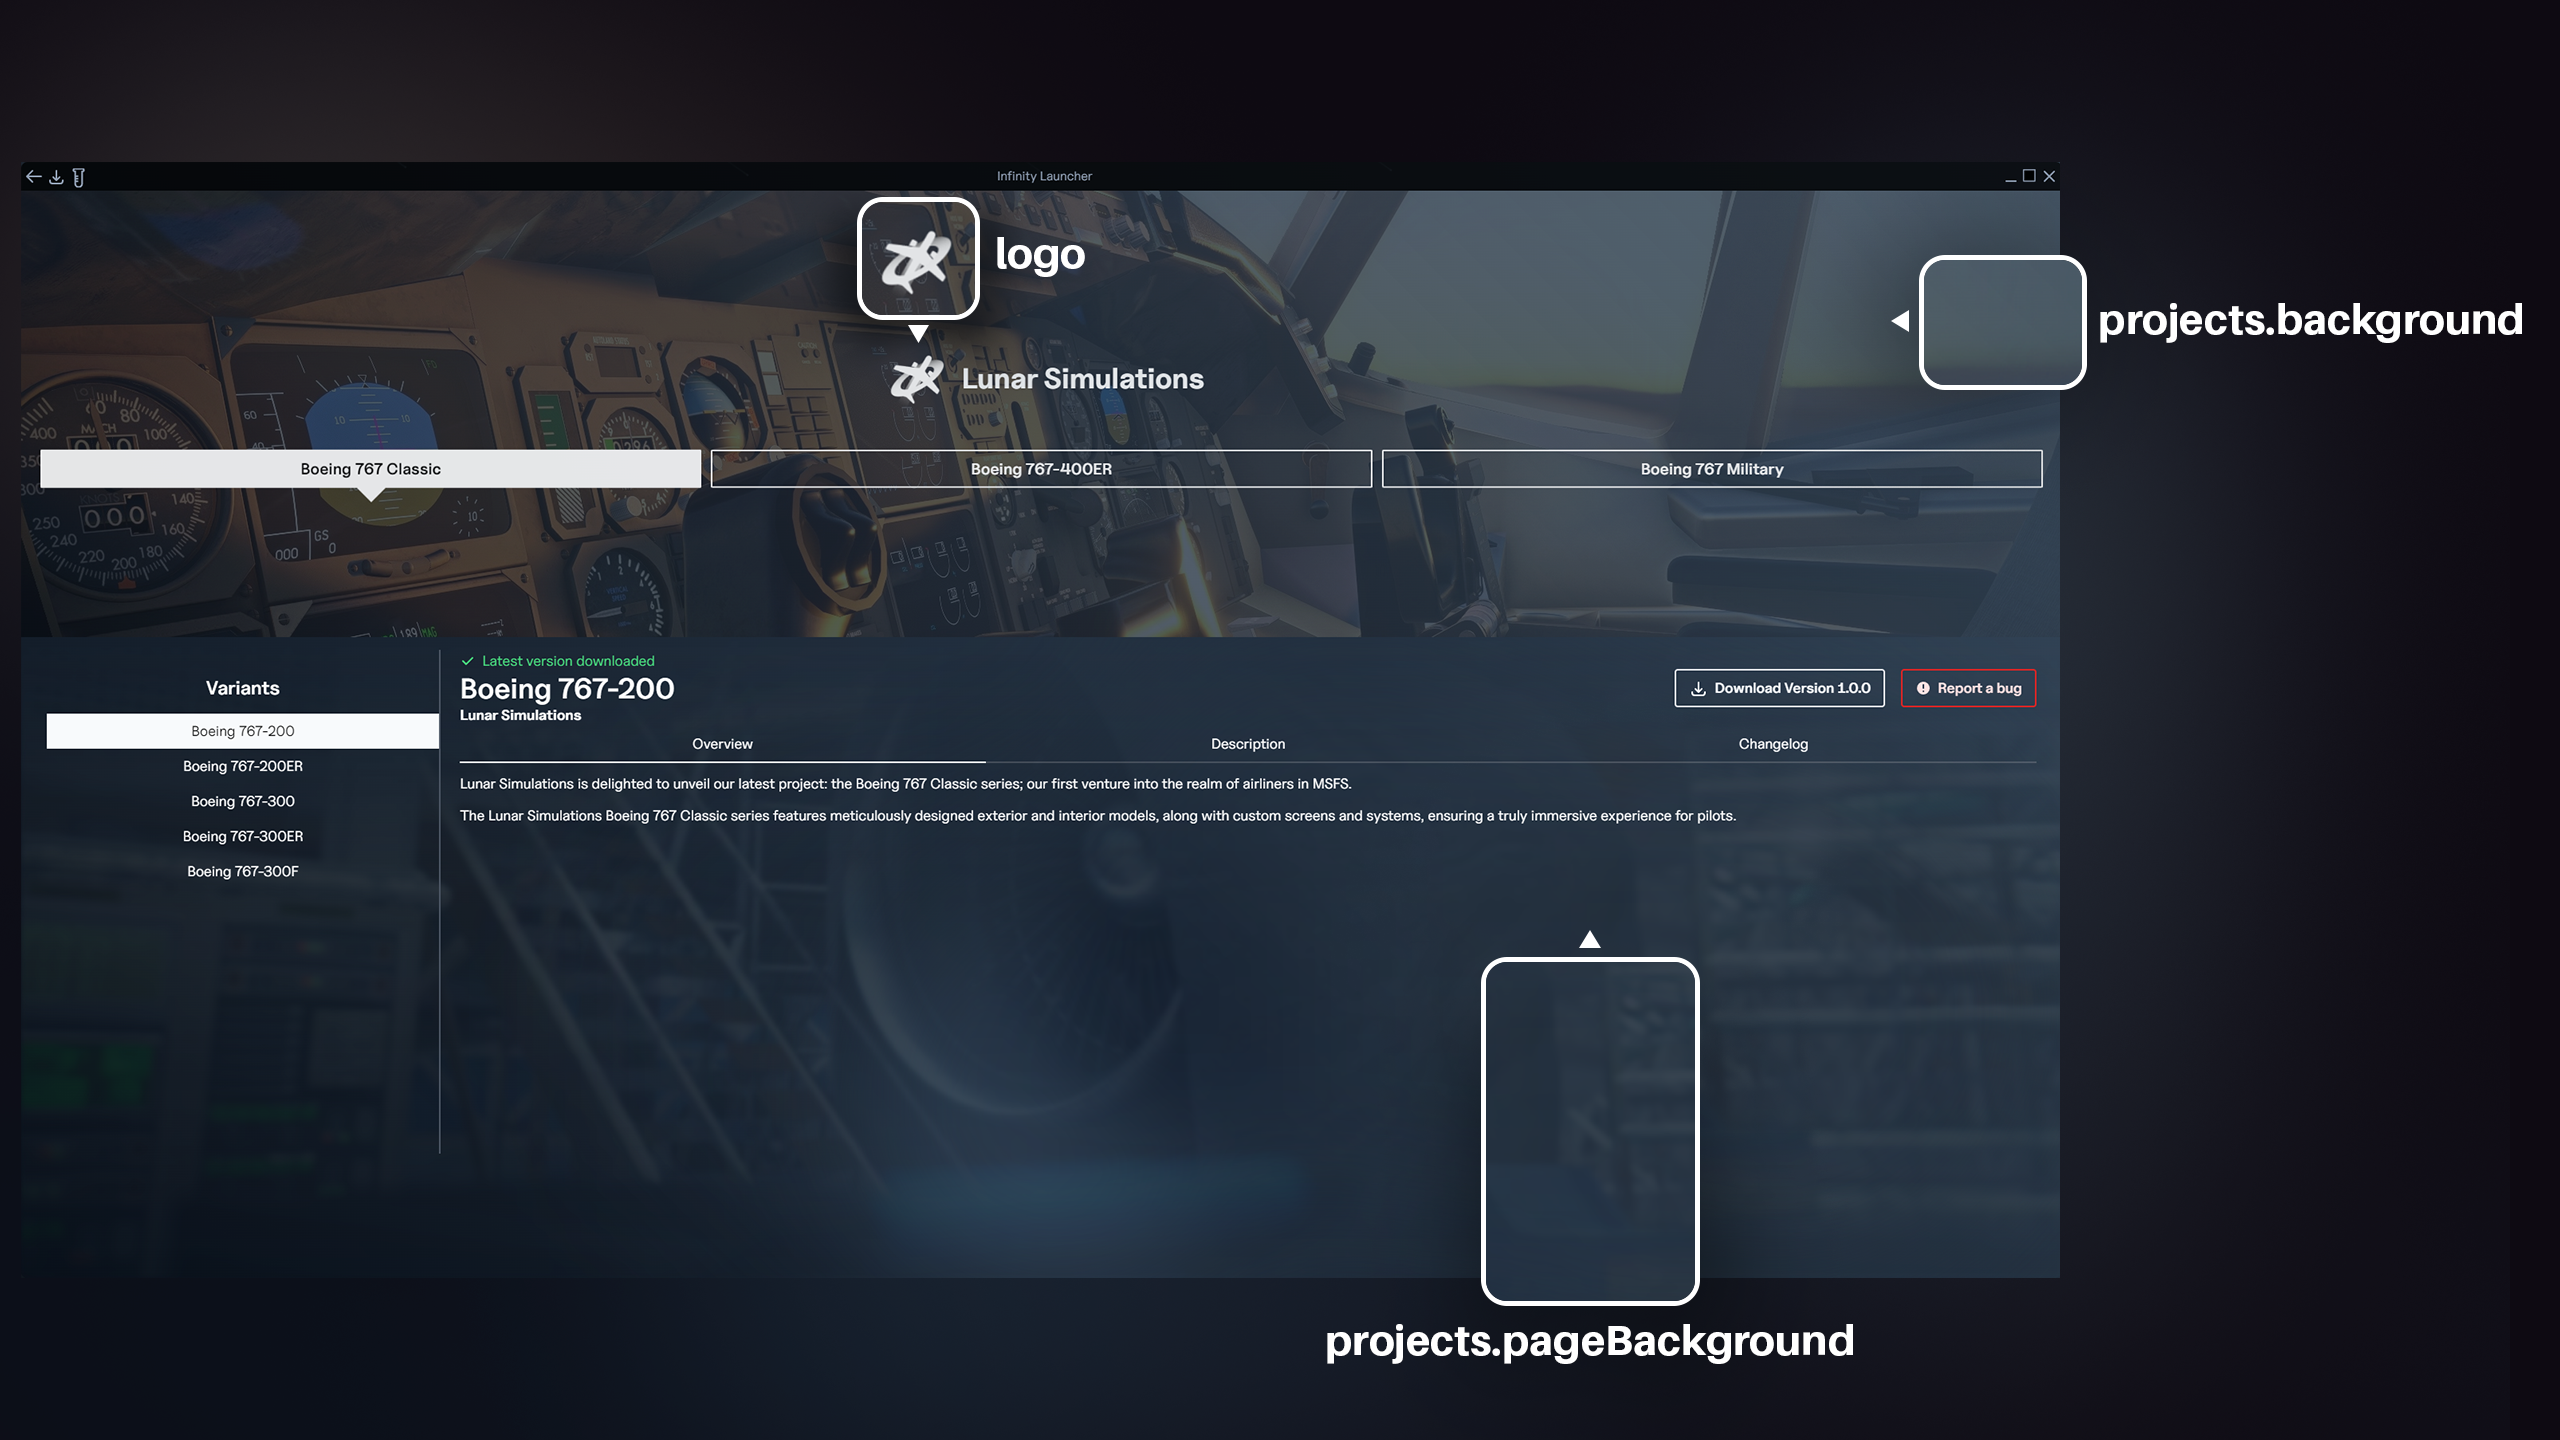 Infinity Launcher
logo
projects.background
Lunar Simulations
Boeing 767 Classic
Boeing 767-400ER
Boeing 767 Military
Latest version downloaded
Variants
Boeing 767-200
Lunar Simulations
Download Version 1.0.0
Report a bug
Boeing 767-200
Boeing 767-200ER
Boeing 767-300
Boeing 767-300ER
Boeing 767-300F
Overview
Description
Changelog
Lunar Simulations is delighted to unveil our latest project: the Boeing 767 Classic series; our first venture into the realm of airliners in MSFS.
The Lunar Simulations Boeing 767 Classic series features meticulously designed exterior and interior models, along with custom screens and systems, ensuring a truly immersive experience for pilots.
projects.pageBackground